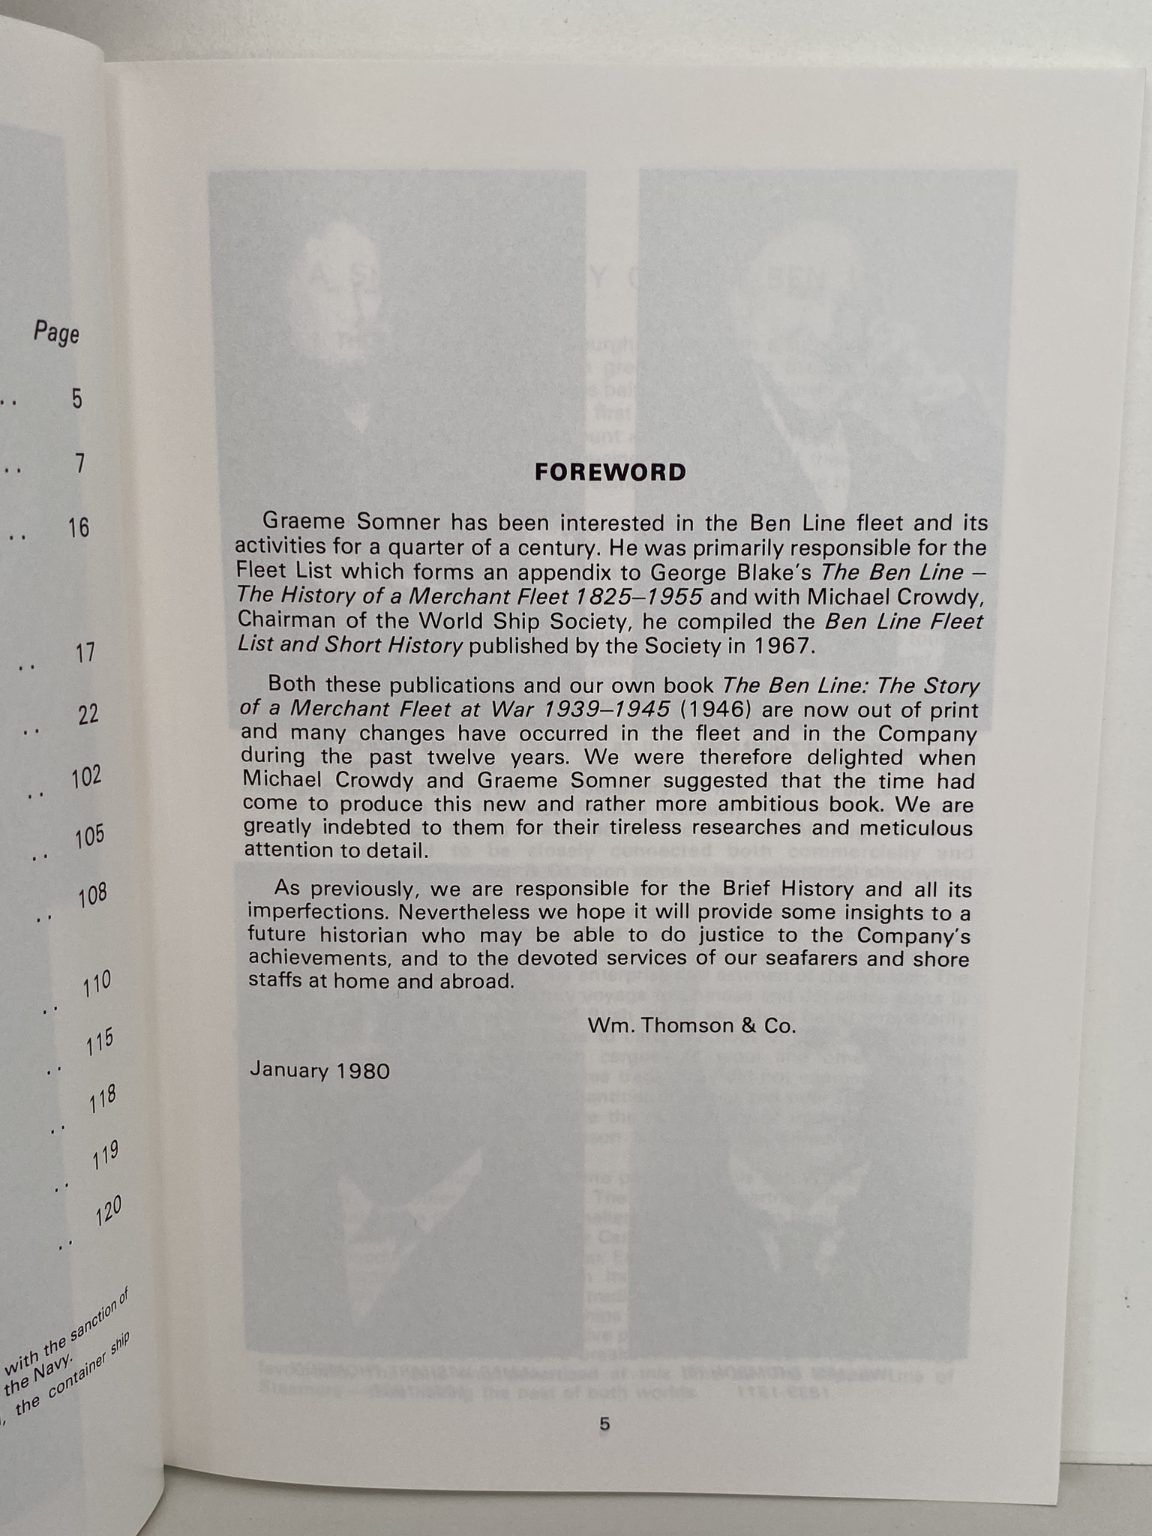 Page
.. 5
.. 7
.. 16
.. 17
.. 22
.. 102
.. 105
.. 108
.. 110
.. 115
.. 118
.. 119
.. 120
with the sanction of
the Navy.
, the container ship
FOREWORD
Graeme Somner has been interested in the Ben Line fleet and its
activities for a quarter of a century. He was primarily responsible for the
Fleet List which forms an appendix to George Blake's The Ben Line –
The History of a Merchant Fleet 1825–1955 and with Michael Crowdy,
Chairman of the World Ship Society, he compiled the Ben Line Fleet
List and Short History published by the Society in 1967.
Both these publications and our own book The Ben Line: The Story
of a Merchant Fleet at War 1939–1945 (1946) are now out of print
and many changes have occurred in the fleet and in the Company
during the past twelve years. We were therefore delighted when
Michael Crowdy and Graeme Somner suggested that the time had
come to produce this new and rather more ambitious book. We are
greatly indebted to them for their tireless researches and meticulous
attention to detail.
As previously, we are responsible for the Brief History and all its
imperfections. Nevertheless we hope it will provide some insights to a
future historian who may be able to do justice to the Company's
achievements, and to the devoted services of our seafarers and shore
staffs at home and abroad.
Wm. Thomson & Co.
January 1980
5